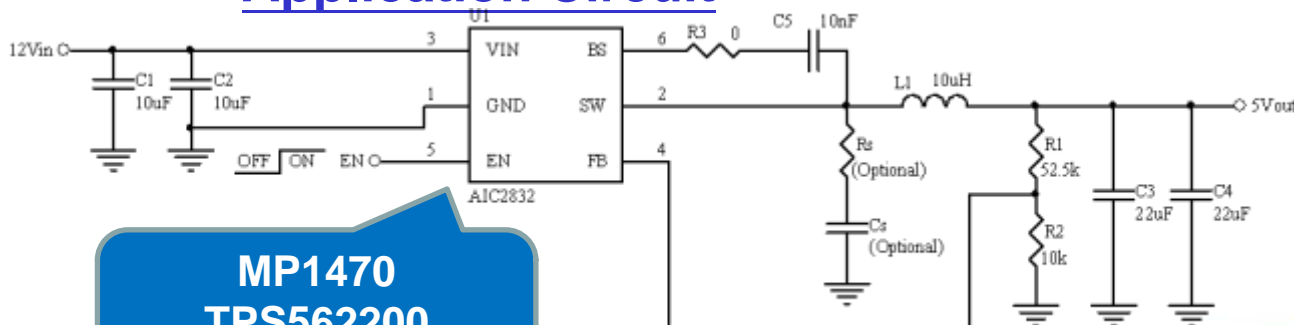 Application Circuit
U1
12Vin
C1
10uF
C2
10uF
3
VIN
BS
6
R3
0
C5
10nF
1
GND
SW
2
L1
10uH
5Vout
OFF
ON
EN
5
EN
FB
4
AIC2832
Rs
(Optional)
Cs
(Optional)
R1
52.5k
R2
10k
C3
22uF
C4
22uF
MP1470
TPS562200